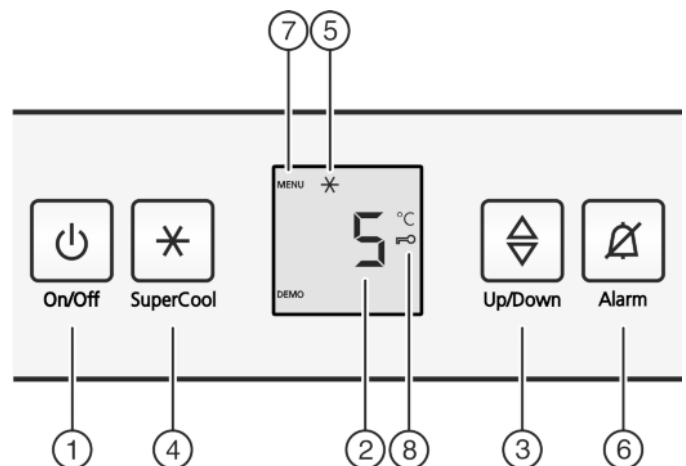 7 5
MENU
5 °C
DEMO
On/Off SuperCool Up/Down Alarm
1 4 2 8 3 6